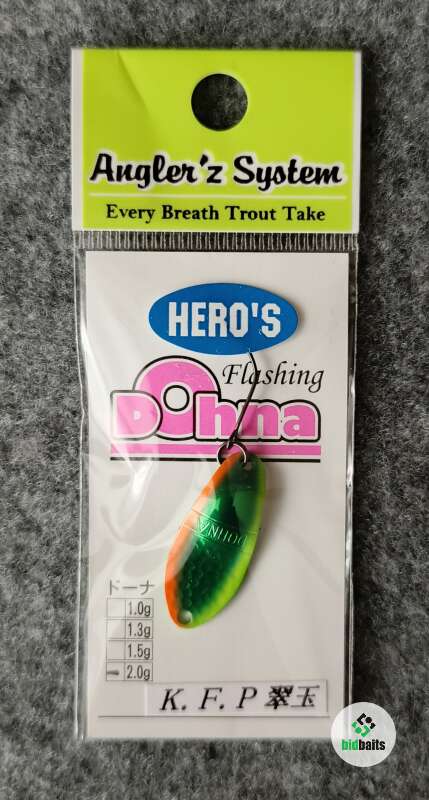 Angler'z System
Every Breath Trout Take
HERO'S
Flashing
Dohna
DOHNA
ドーナ
1.0g
1.3g
1.5g
2.0g
K. F. P 翠玉
bidbaits